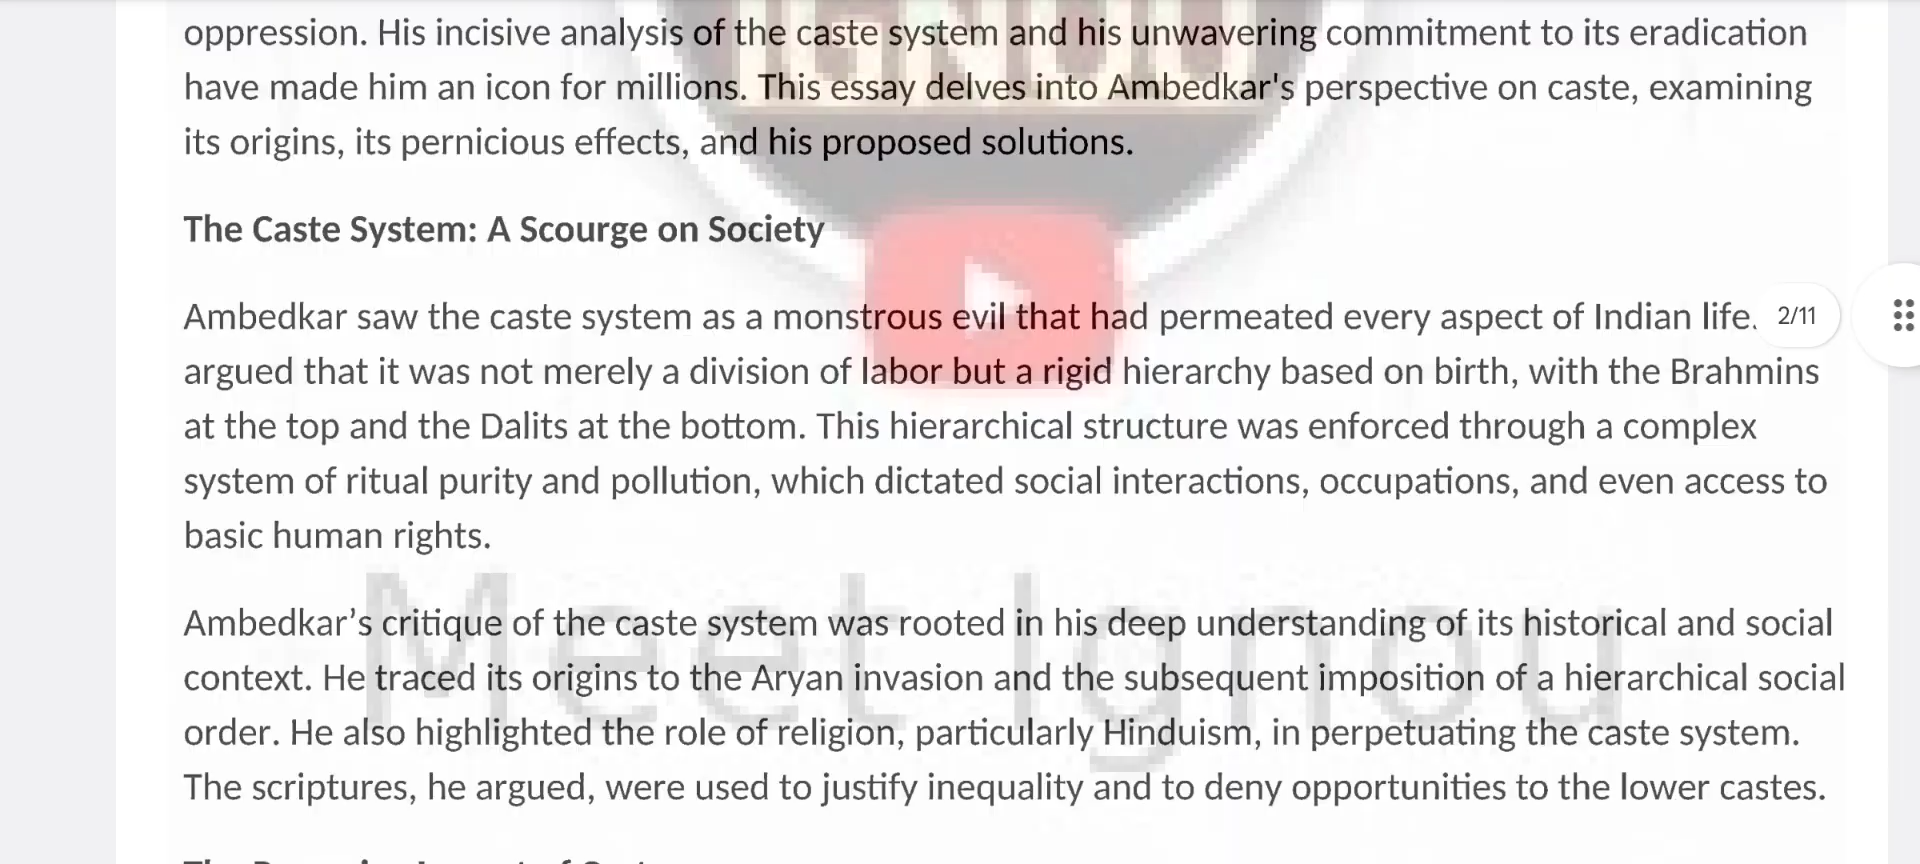 oppression. His incisive analysis of the caste system and his unwavering commitment to its eradication
have made him an icon for millions. This essay delves into Ambedkar's perspective on caste, examining
its origins, its pernicious effects, and his proposed solutions.
The Caste System: A Scourge on Society
Ambedkar saw the caste system as a monstrous evil that had permeated every aspect of Indian life.
2/11
argued that it was not merely a division of labor but a rigid hierarchy based on birth, with the Brahmins
at the top and the Dalits at the bottom. This hierarchical structure was enforced through a complex
system of ritual purity and pollution, which dictated social interactions, occupations, and even access to
basic human rights.
Meet Ignou
Ambedkar’s critique of the caste system was rooted in his deep understanding of its historical and social
context. He traced its origins to the Aryan invasion and the subsequent imposition of a hierarchical social
order. He also highlighted the role of religion, particularly Hinduism, in perpetuating the caste system.
The scriptures, he argued, were used to justify inequality and to deny opportunities to the lower castes.